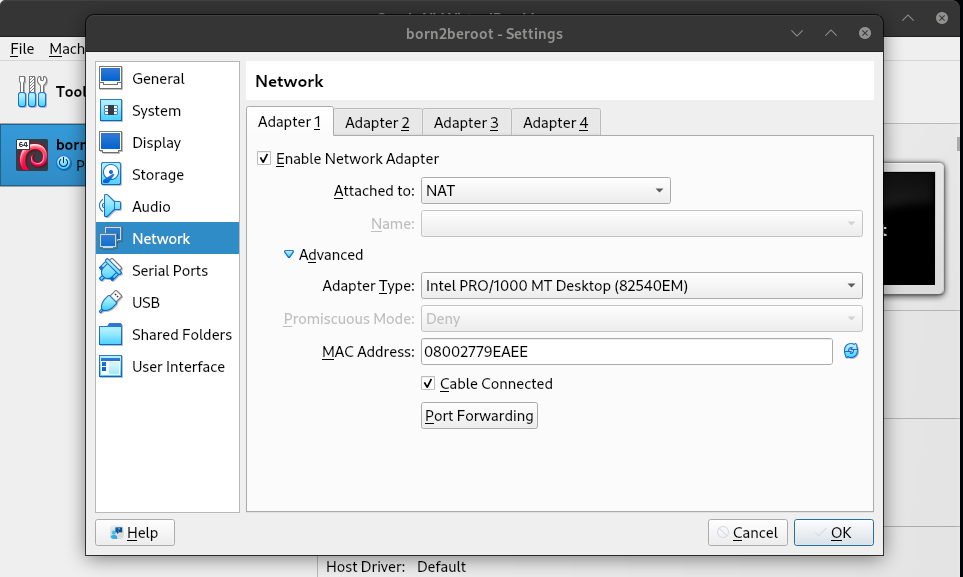 born2beroot - Settings
File Mach
Tool
64 born
P
General
System
Display
Storage
Audio
Network
Serial Ports
USB
Shared Folders
User Interface
Network
Adapter 1 Adapter 2 Adapter 3 Adapter 4
Enable Network Adapter
Attached to: NAT
Name:
Advanced
Adapter Type: Intel PRO/1000 MT Desktop (82540EM)
Promiscuous Mode: Deny
MAC Address: 08002779EAEE
Cable Connected
Port Forwarding
Help Cancel OK
Host Driver: Default